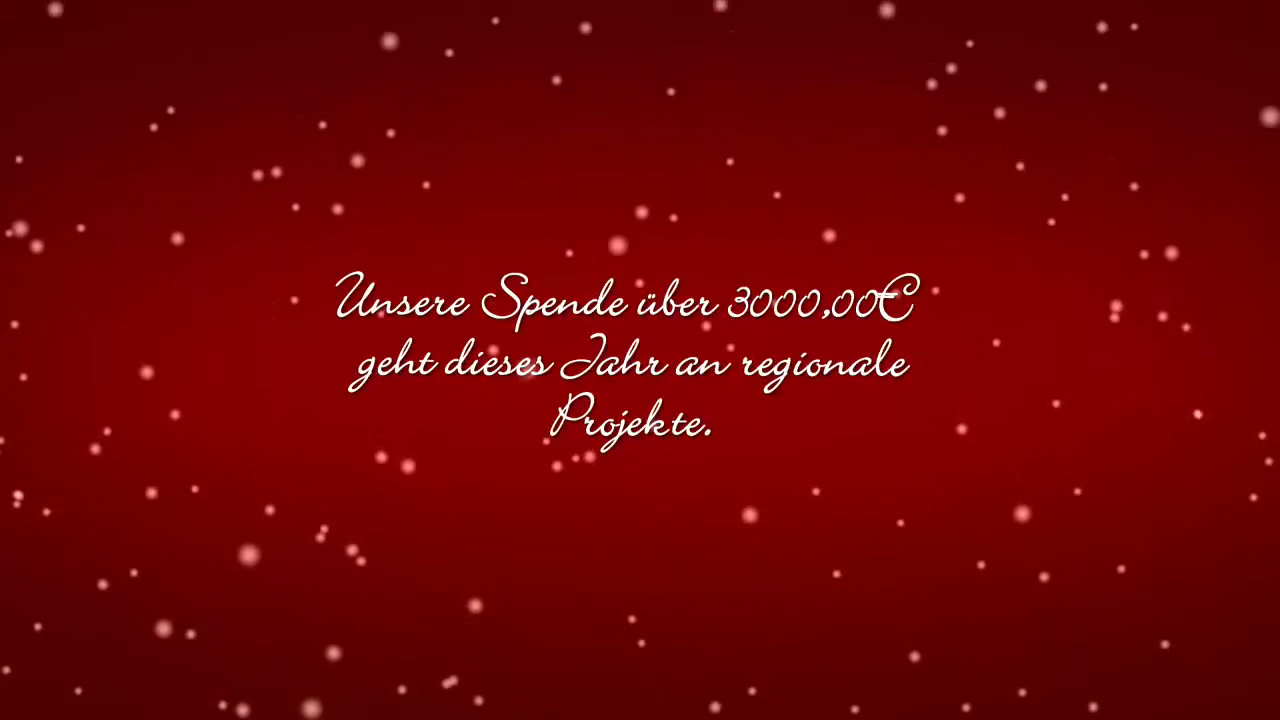 Unsere Spende über 3000,00€
geht dieses Jahr an regionale
Projekte.